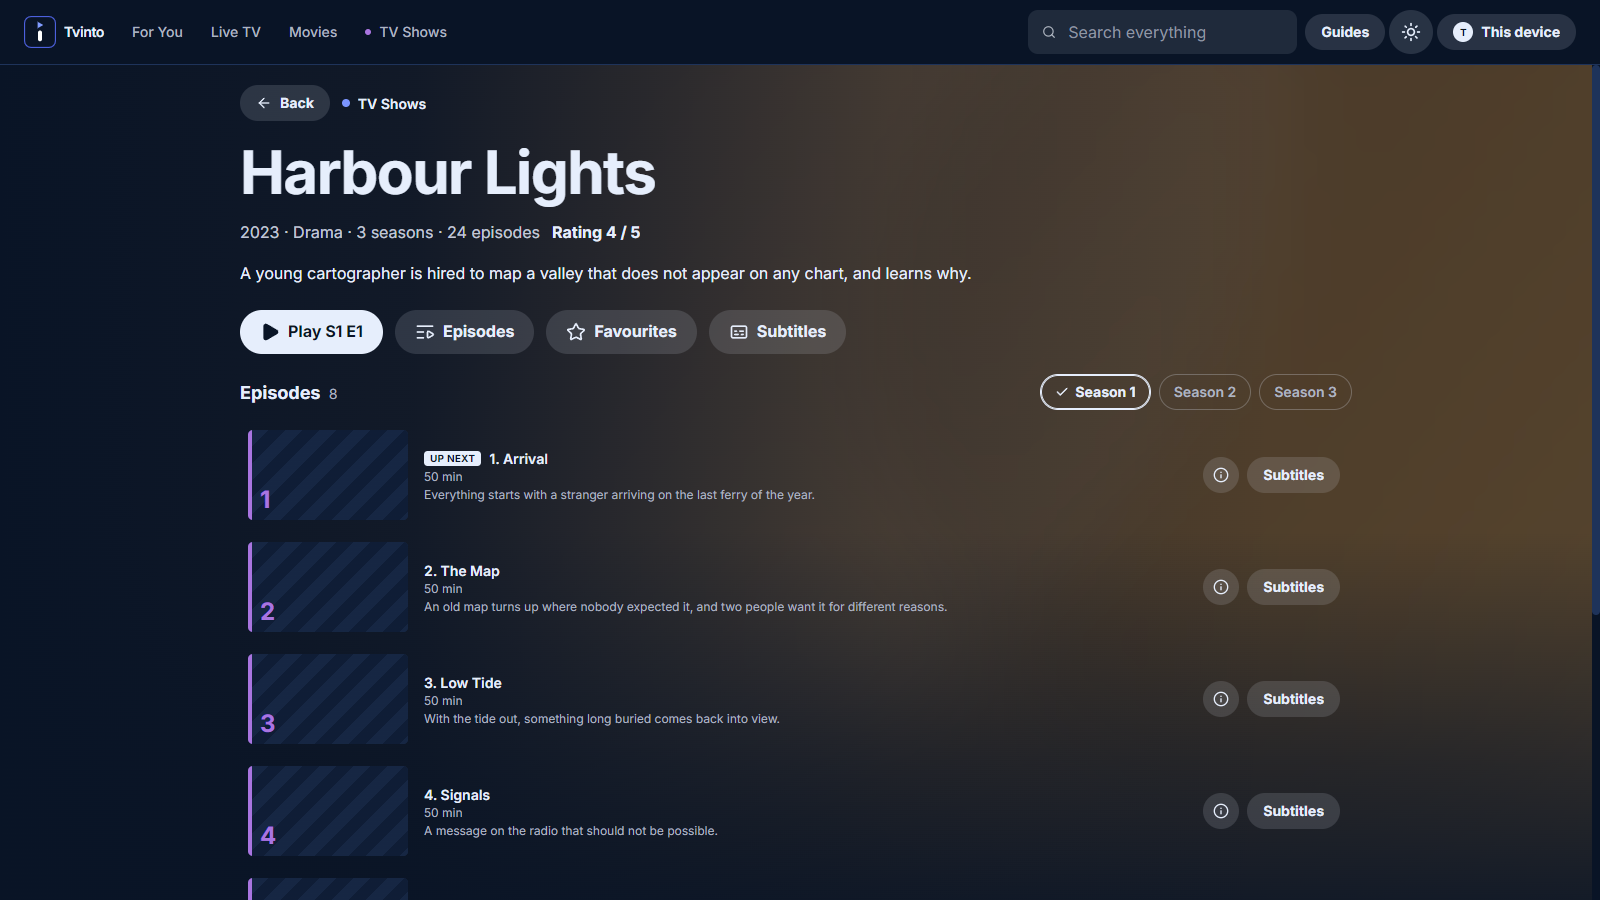 Tvinto
For You
Live TV
Movies
TV Shows
Search everything
Guides
T This device
Back
TV Shows
Harbour Lights
2023 · Drama · 3 seasons · 24 episodes Rating 4 / 5
A young cartographer is hired to map a valley that does not appear on any chart, and learns why.
Play S1 E1
Episodes
Favourites
Subtitles
Episodes 8
Season 1
Season 2
Season 3
1
UP NEXT 1. Arrival
50 min
Everything starts with a stranger arriving on the last ferry of the year.
Subtitles
2
2. The Map
50 min
An old map turns up where nobody expected it, and two people want it for different reasons.
Subtitles
3
3. Low Tide
50 min
With the tide out, something long buried comes back into view.
Subtitles
4
4. Signals
50 min
A message on the radio that should not be possible.
Subtitles